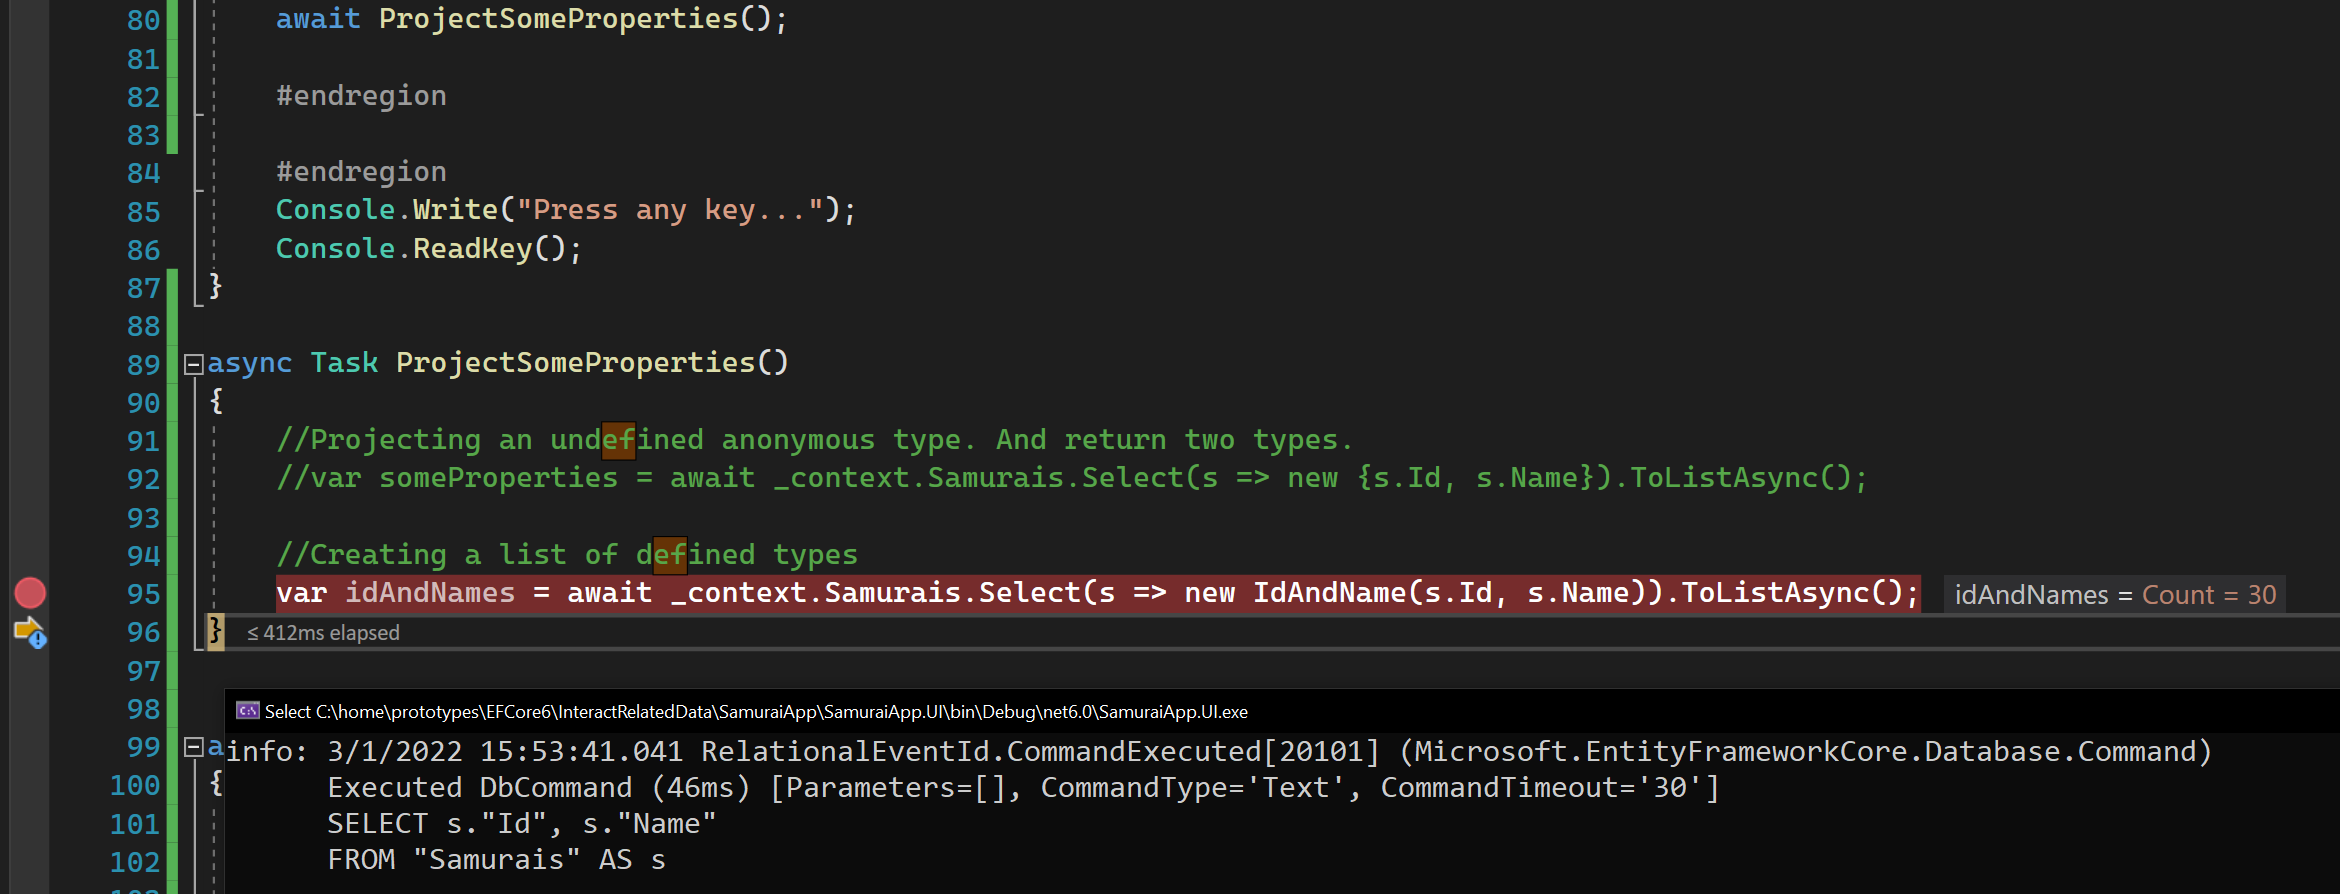 80 await ProjectSomeProperties();
81
82 #endregion
83
84 #endregion
85 Console.Write("Press any key...");
86 Console.ReadKey();
87 }
88
89 async Task ProjectSomeProperties()
90 {
91 //Projecting an undefined anonymous type. And return two types.
92 //var someProperties = await _context.Samurais.Select(s => new {s.Id, s.Name}).ToListAsync();
93
94 //Creating a list of defined types
95 var idAndNames = await _context.Samurais.Select(s => new IdAndName(s.Id, s.Name)).ToListAsync(); idAndNames = Count = 30
96 } ≤ 412ms elapsed
97
98 Select C:\home\prototypes\EFCore6\InteractRelatedData\SamuraiApp\SamuraiApp.UI\bin\Debug\net6.0\SamuraiApp.UI.exe
99 a info: 3/1/2022 15:53:41.041 RelationalEventId.CommandExecuted[20101] (Microsoft.EntityFrameworkCore.Database.Command)
100 { Executed DbCommand (46ms) [Parameters=[], CommandType='Text', CommandTimeout='30']
101 SELECT s."Id", s."Name"
102 FROM "Samurais" AS s